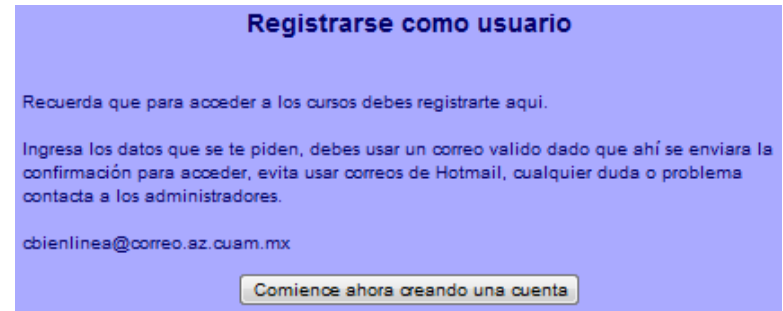 Registrarse como usuario
Recuerda que para acceder a los cursos debes registrarte aqui.
Ingresa los datos que se te piden, debes usar un correo valido dado que ahí se enviara la
confirmación para acceder, evita usar correos de Hotmail, cualquier duda o problema
contacta a los administradores.
cbienlinea@correo.az.cuam.mx
Comience ahora creando una cuenta